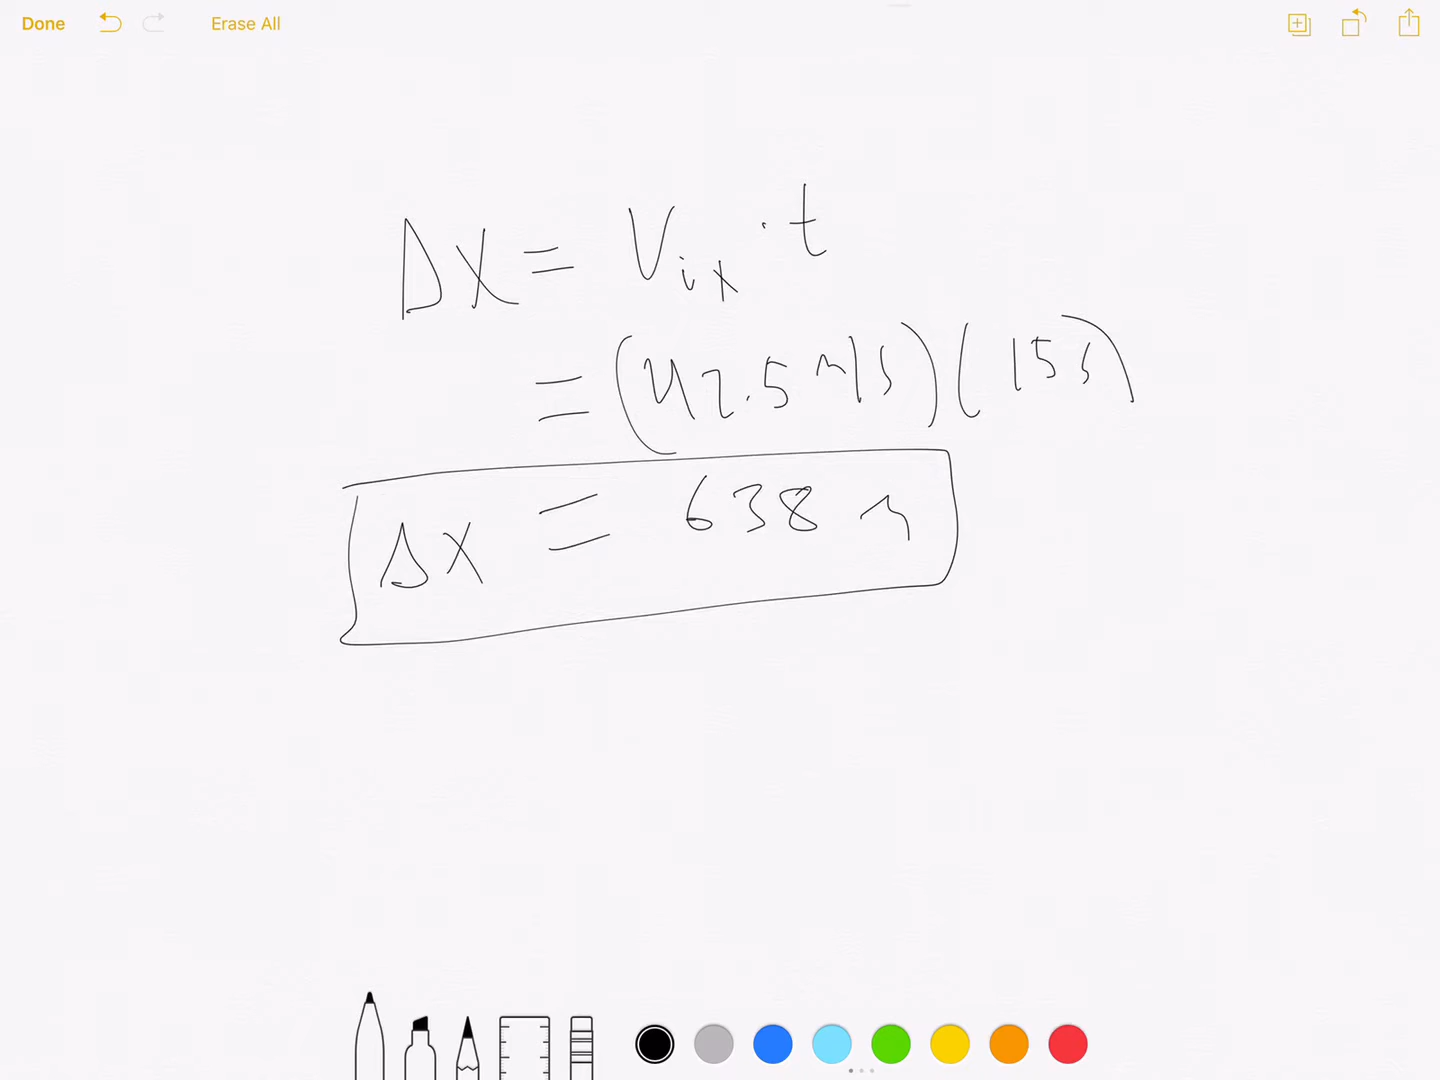 Done Erase All
Δx = Vix · t
= (42.5 m/s)(15 s)
Δx = 638 m